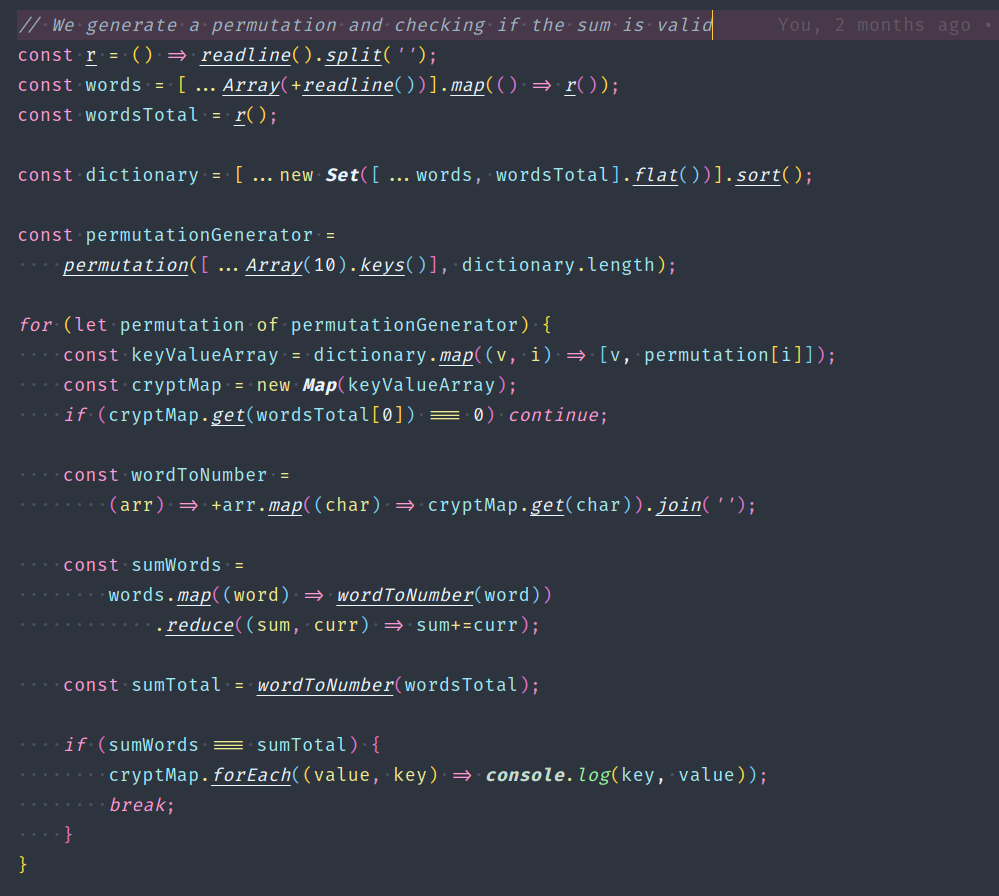 // We generate a permutation and checking if the sum is valid You, 2 months ago •
const r = () => readline().split('');
const words = [...Array(+readline())].map(() => r());
const wordsTotal = r();
const dictionary = [...new Set([...words, wordsTotal].flat())].sort();
const permutationGenerator =
permutation([...Array(10).keys()], dictionary.length);
for (let permutation of permutationGenerator) {
const keyValueArray = dictionary.map((v, i) => [v, permutation[i]]);
const cryptMap = new Map(keyValueArray);
if (cryptMap.get(wordsTotal[0]) === 0) continue;
const wordToNumber =
(arr) => +arr.map((char) => cryptMap.get(char)).join('');
const sumWords =
words.map((word) => wordToNumber(word))
.reduce((sum, curr) => sum+=curr);
const sumTotal = wordToNumber(wordsTotal);
if (sumWords === sumTotal) {
cryptMap.forEach((value, key) => console.log(key, value));
break;
}
}